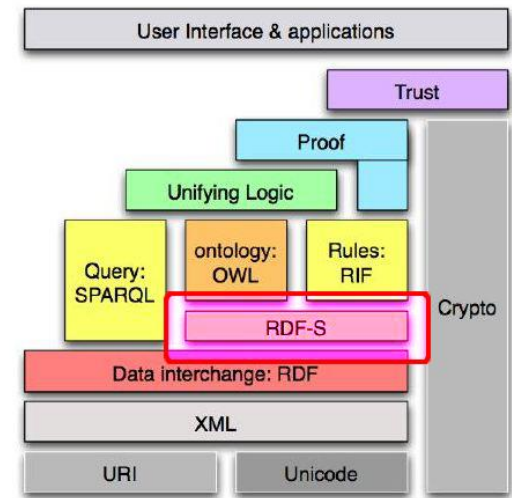 User Interface & applications
Trust
Proof
Unifying Logic
Query:
SPARQL
ontology:
OWL
Rules:
RIF
Crypto
RDF-S
Data interchange: RDF
XML
URI
Unicode